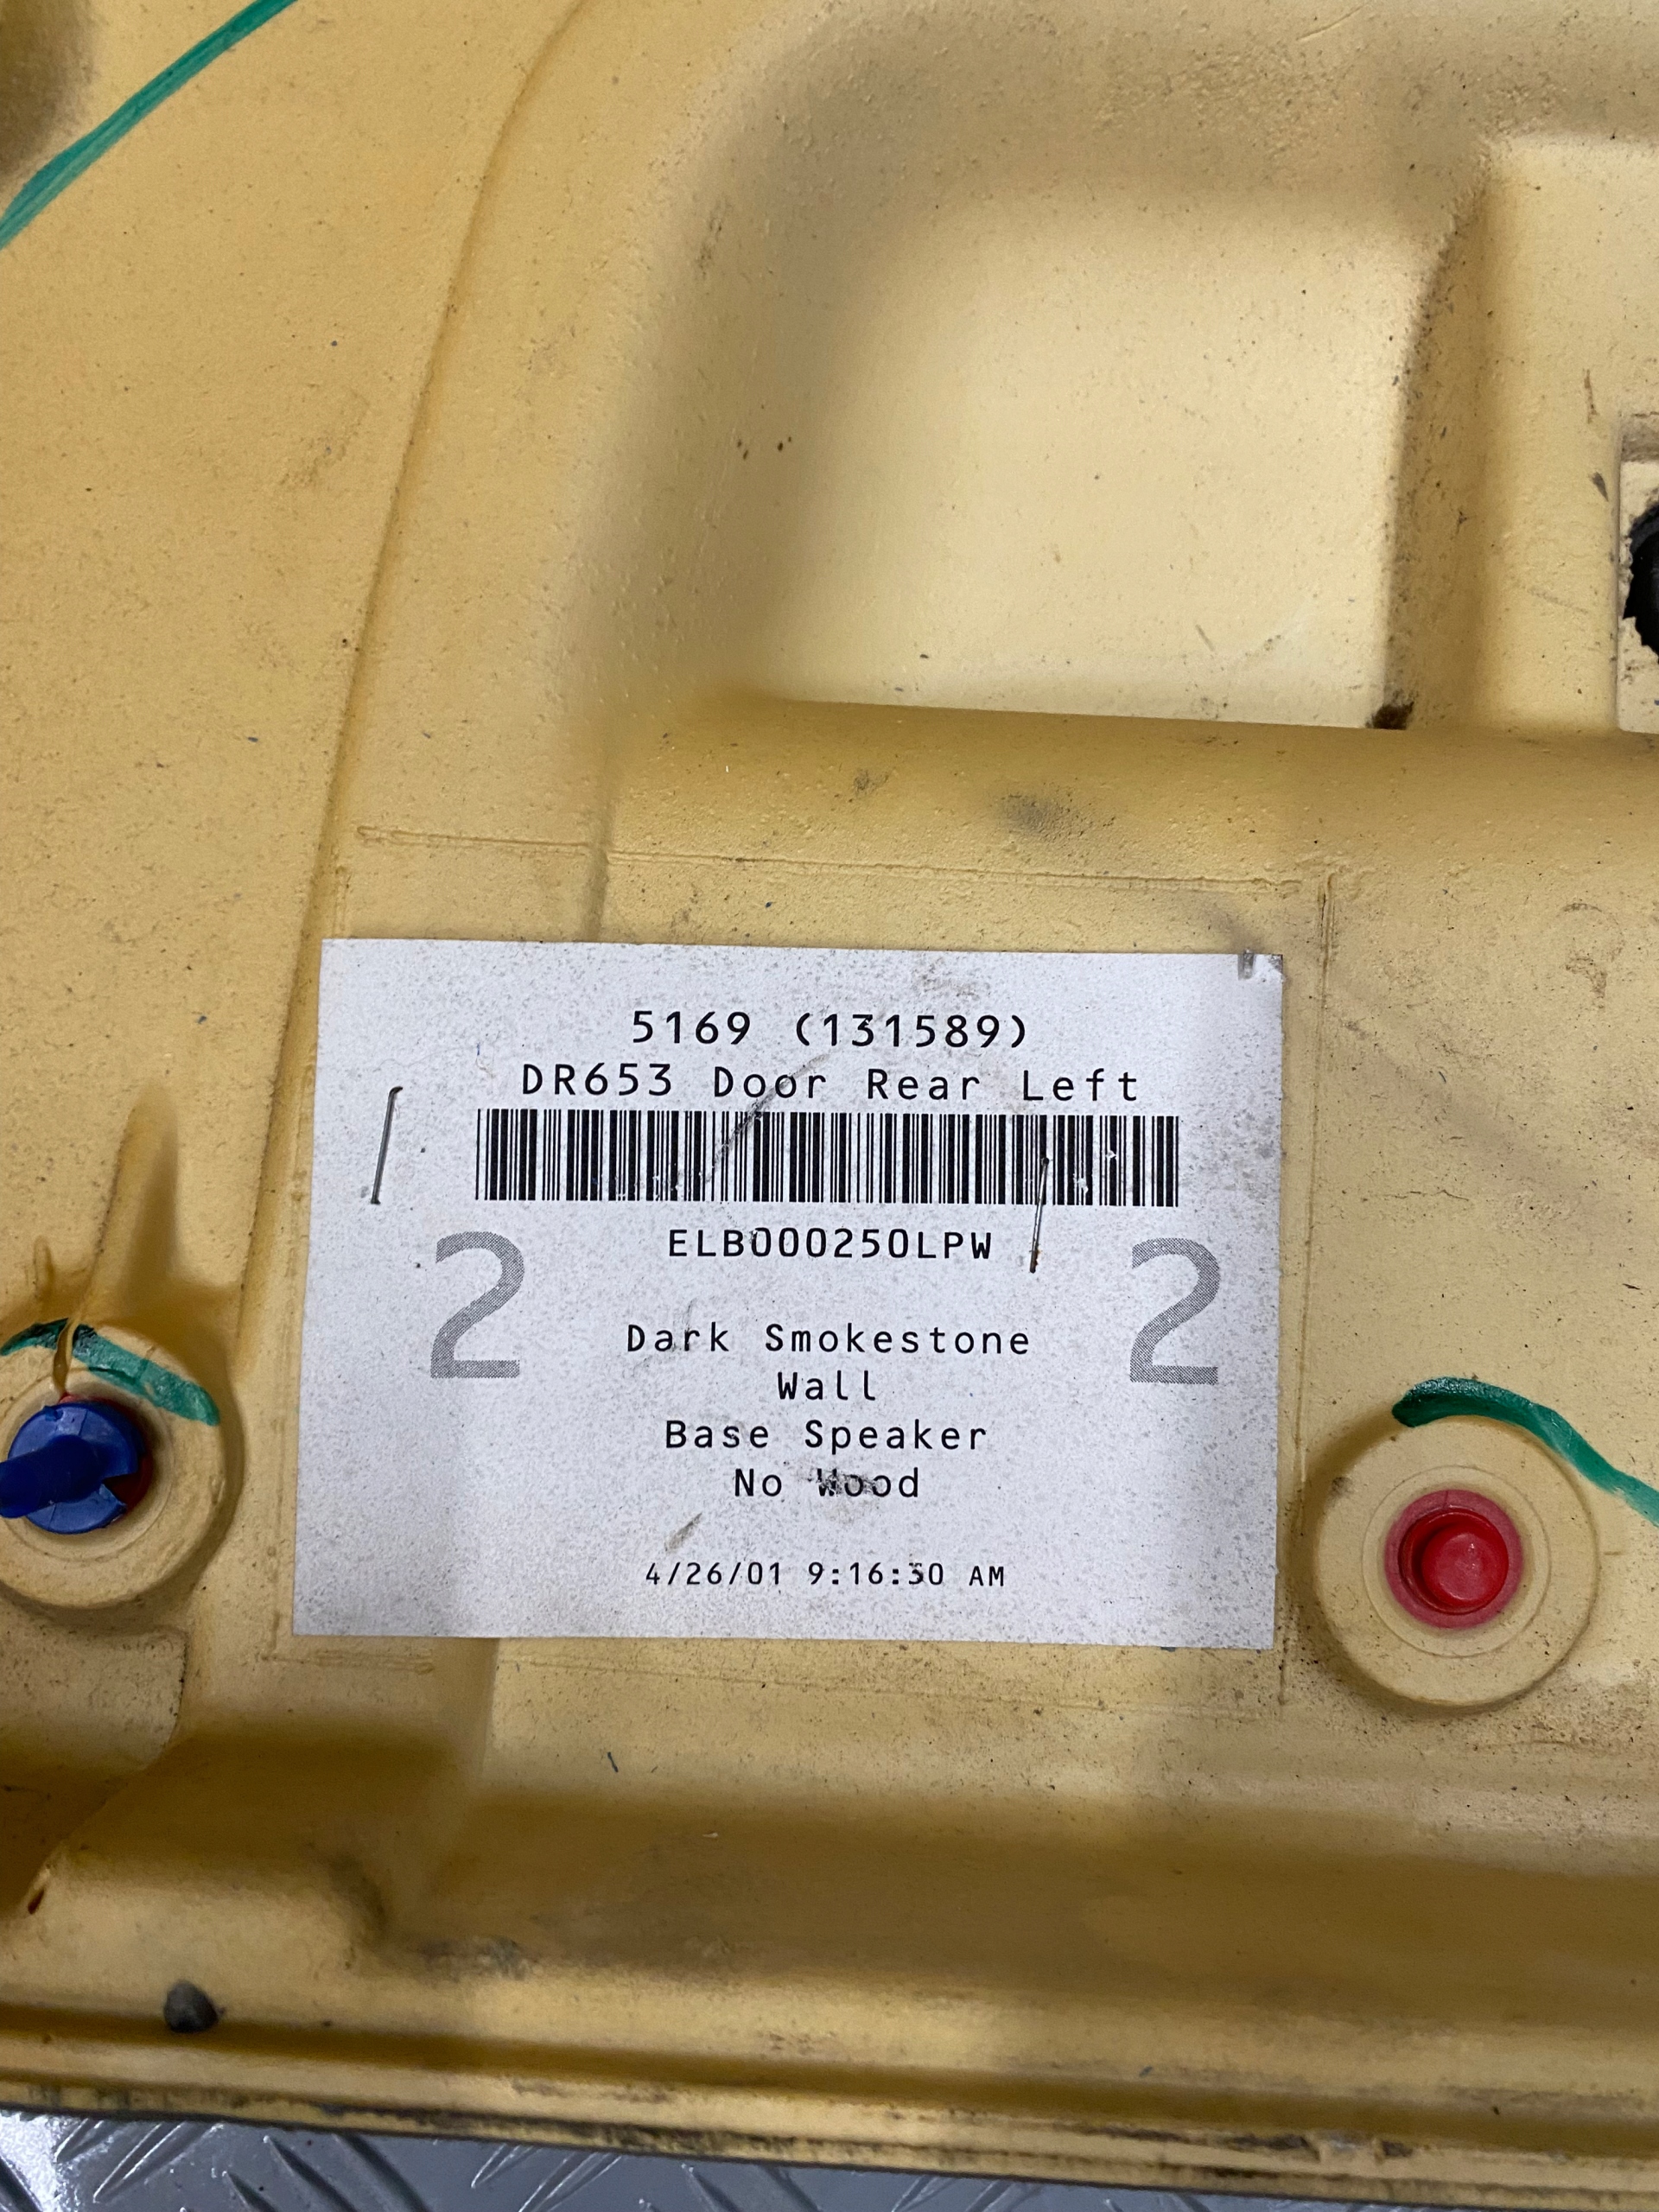 5169 (131589)
DR653 Door Rear Left
ELB000250LPW
2 2
Dark Smokestone
Wall
Base Speaker
No Wood
4/26/01 9:16:30 AM